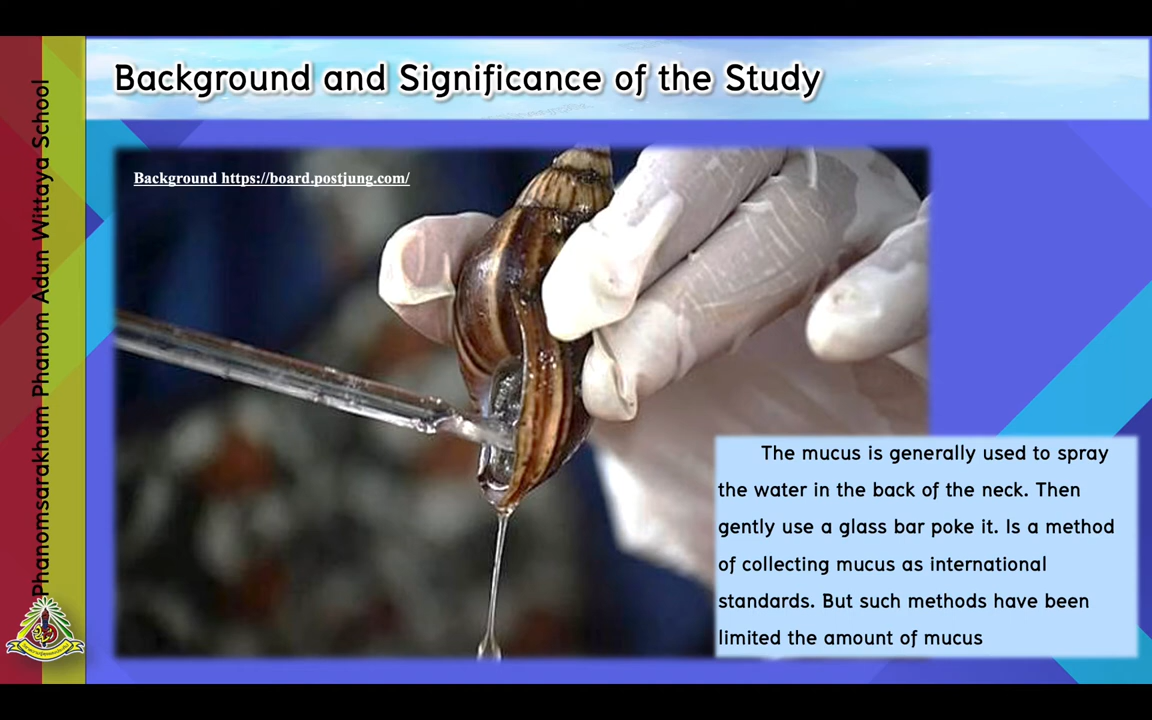 Background and Significance of the Study
Phanomsarakham Phanom Adun Wittaya School
Background https://board.postjung.com/
The mucus is generally used to spray
the water in the back of the neck. Then
gently use a glass bar poke it. Is a method
of collecting mucus as international
standards. But such methods have been
limited the amount of mucus